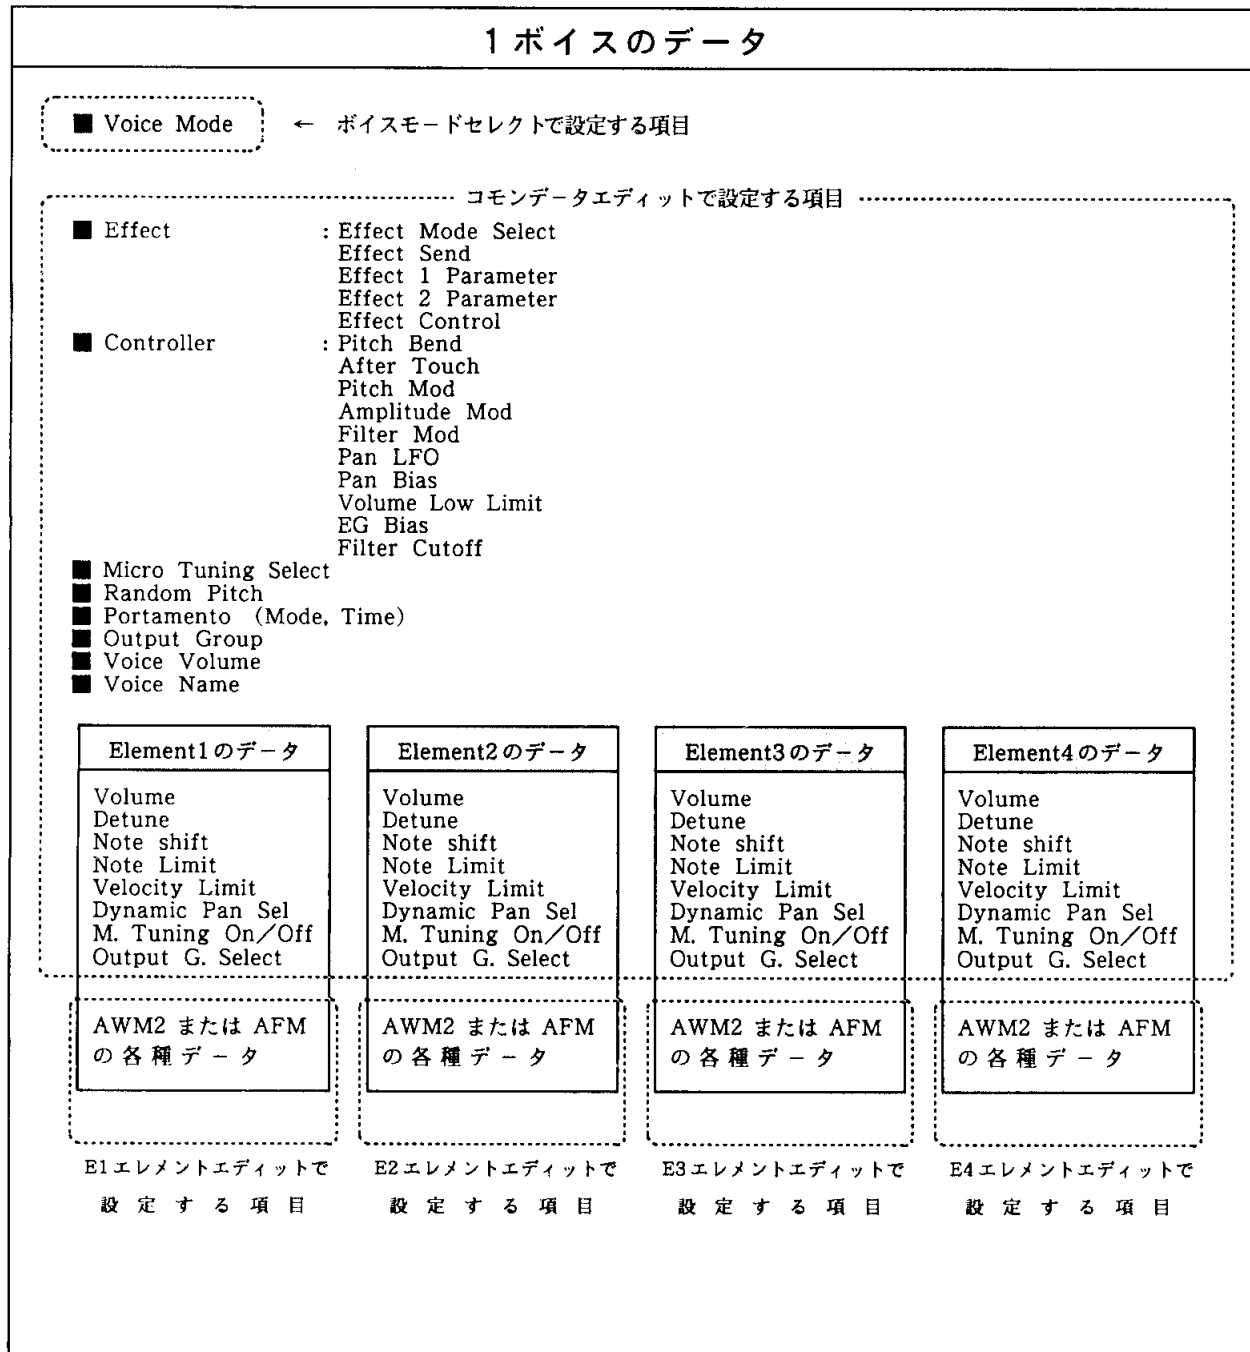 1ボイスのデータ
■ Voice Mode ← ボイスモードセレクトで設定する項目
コモンデータエディットで設定する項目
■ Effect : Effect Mode Select
Effect Send
Effect 1 Parameter
Effect 2 Parameter
Effect Control
■ Controller : Pitch Bend
After Touch
Pitch Mod
Amplitude Mod
Filter Mod
Pan LFO
Pan Bias
Volume Low Limit
EG Bias
Filter Cutoff
■ Micro Tuning Select
■ Random Pitch
■ Portamento (Mode, Time)
■ Output Group
■ Voice Volume
■ Voice Name
Element1のデータ
Volume
Detune
Note shift
Note Limit
Velocity Limit
Dynamic Pan Sel
M. Tuning On/Off
Output G. Select
AWM2 または AFM
の各種データ
E1エレメントエディットで
設定する項目
Element2のデータ
Volume
Detune
Note shift
Note Limit
Velocity Limit
Dynamic Pan Sel
M. Tuning On/Off
Output G. Select
AWM2 または AFM
の各種データ
E2エレメントエディットで
設定する項目
Element3のデータ
Volume
Detune
Note shift
Note Limit
Velocity Limit
Dynamic Pan Sel
M. Tuning On/Off
Output G. Select
AWM2 または AFM
の各種データ
E3エレメントエディットで
設定する項目
Element4のデータ
Volume
Detune
Note shift
Note Limit
Velocity Limit
Dynamic Pan Sel
M. Tuning On/Off
Output G. Select
AWM2 または AFM
の各種データ
E4エレメントエディットで
設定する項目